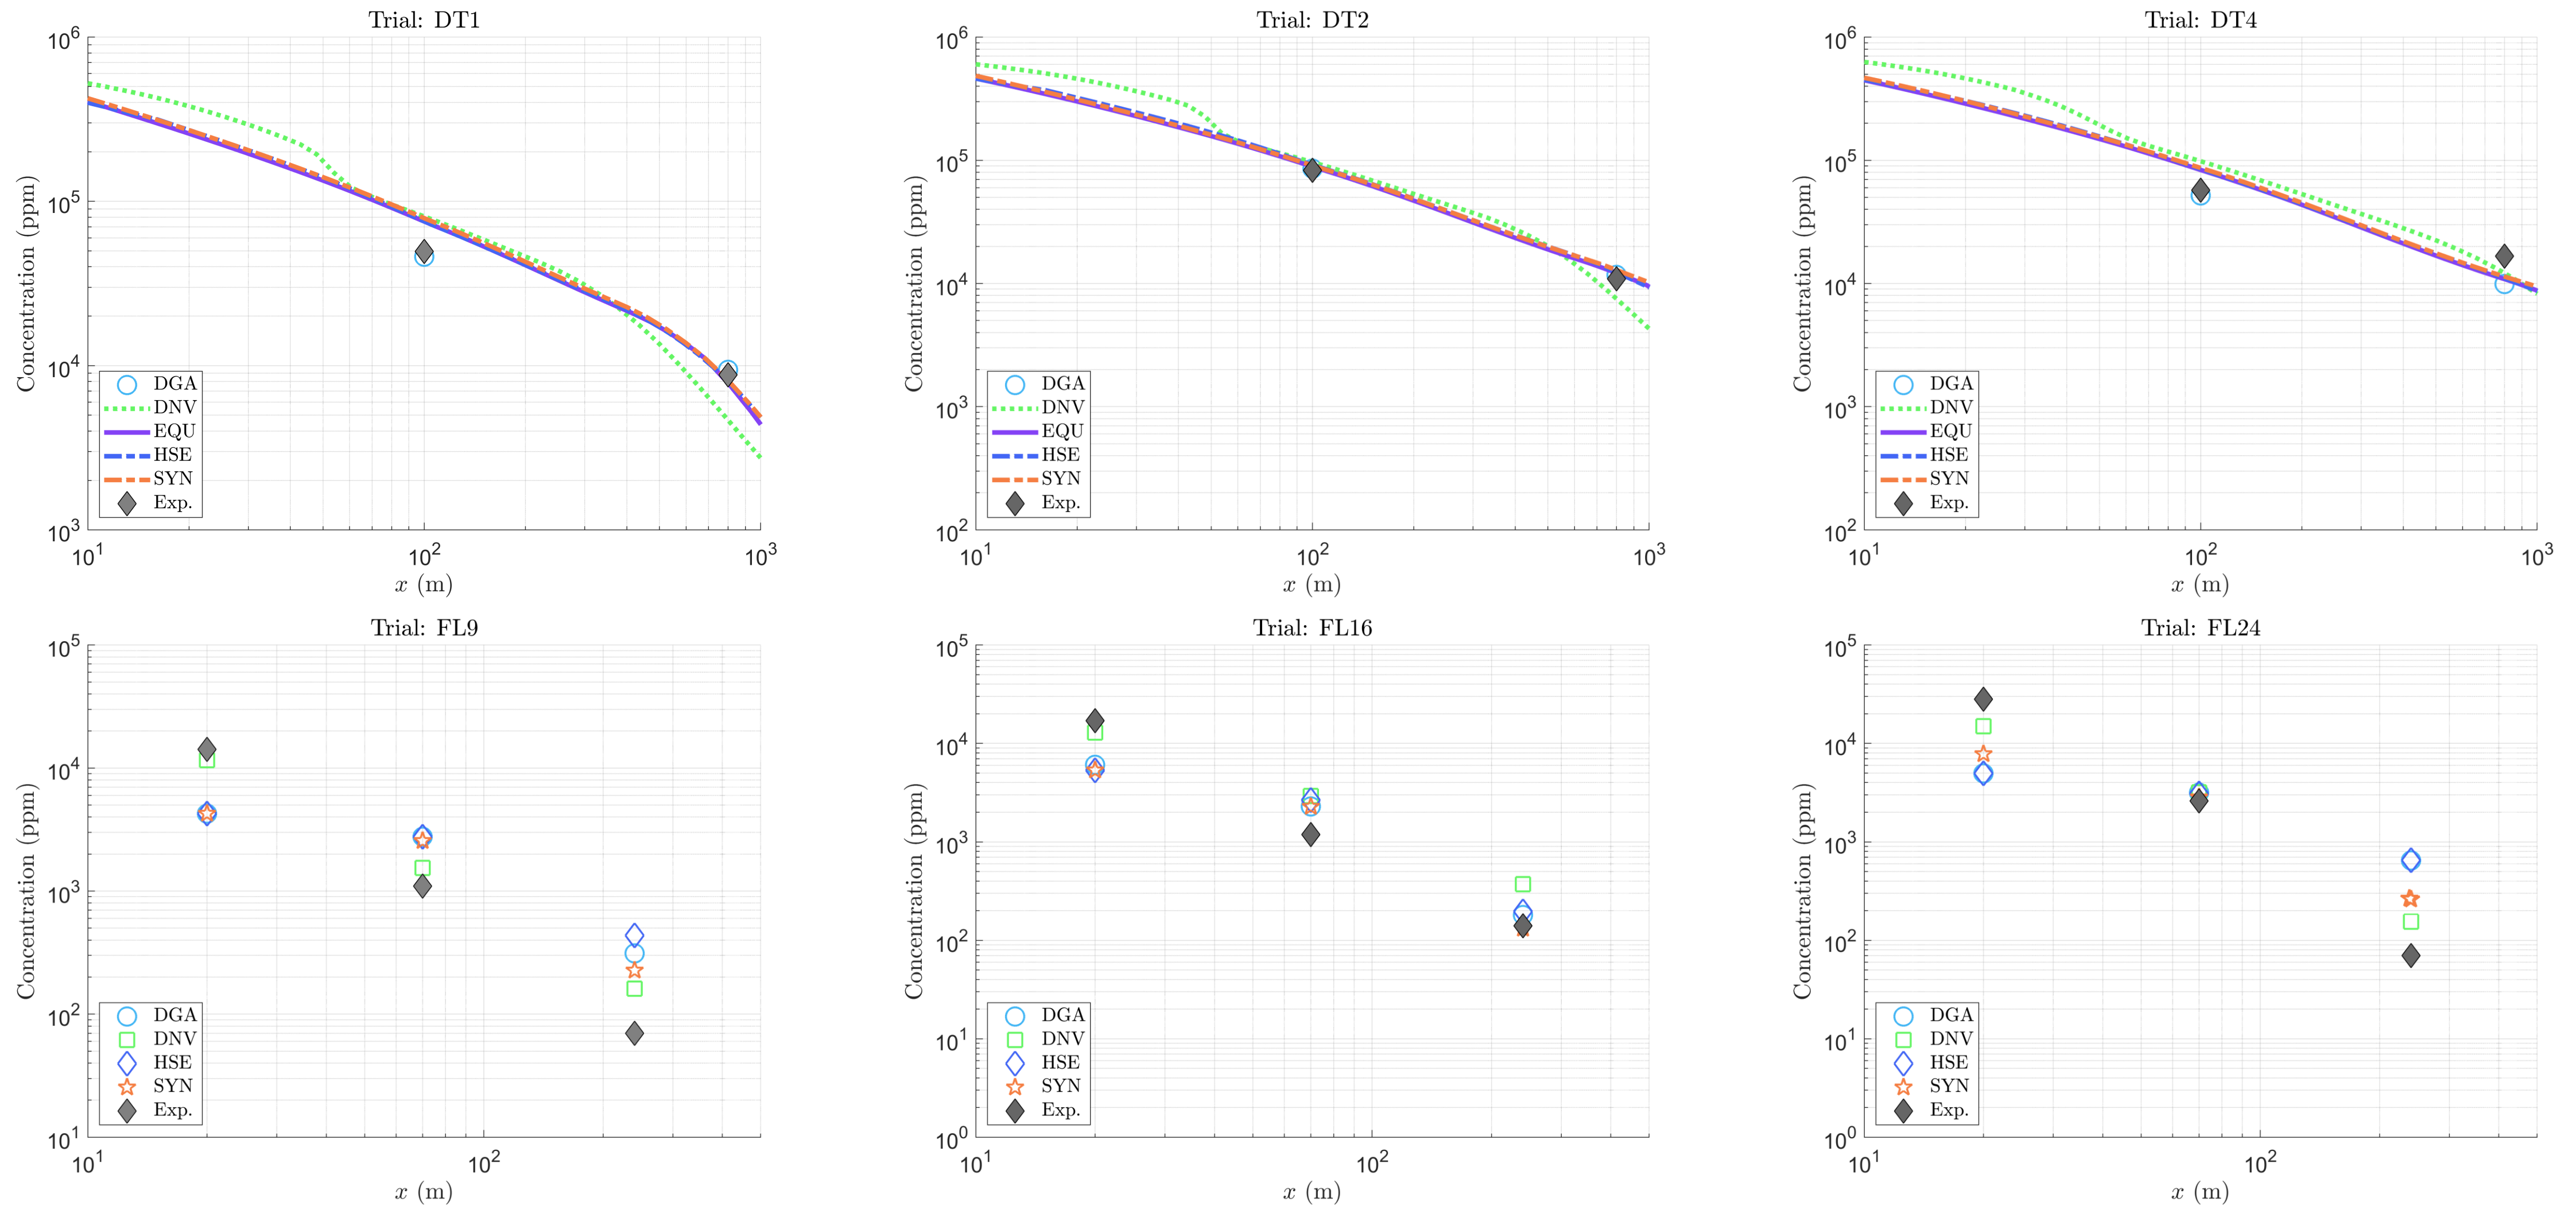 Trial: DT1
Concentration (ppm)
10^6
10^5
10^4
10^3
DGA
DNV
EQU
HSE
SYN
Exp.
10^1
10^2
10^3
x (m)
Trial: DT2
Concentration (ppm)
10^6
10^5
10^4
10^3
10^2
DGA
DNV
EQU
HSE
SYN
Exp.
10^1
10^2
10^3
x (m)
Trial: DT4
Concentration (ppm)
10^6
10^5
10^4
10^3
10^2
DGA
DNV
EQU
HSE
SYN
Exp.
10^1
10^2
10^3
x (m)
Trial: FL9
Concentration (ppm)
10^5
10^4
10^3
10^2
10^1
DGA
DNV
HSE
SYN
Exp.
10^1
10^2
x (m)
Trial: FL16
Concentration (ppm)
10^5
10^4
10^3
10^2
10^1
10^0
DGA
DNV
HSE
SYN
Exp.
10^1
10^2
x (m)
Trial: FL24
Concentration (ppm)
10^5
10^4
10^3
10^2
10^1
10^0
DGA
DNV
HSE
SYN
Exp.
10^1
10^2
x (m)